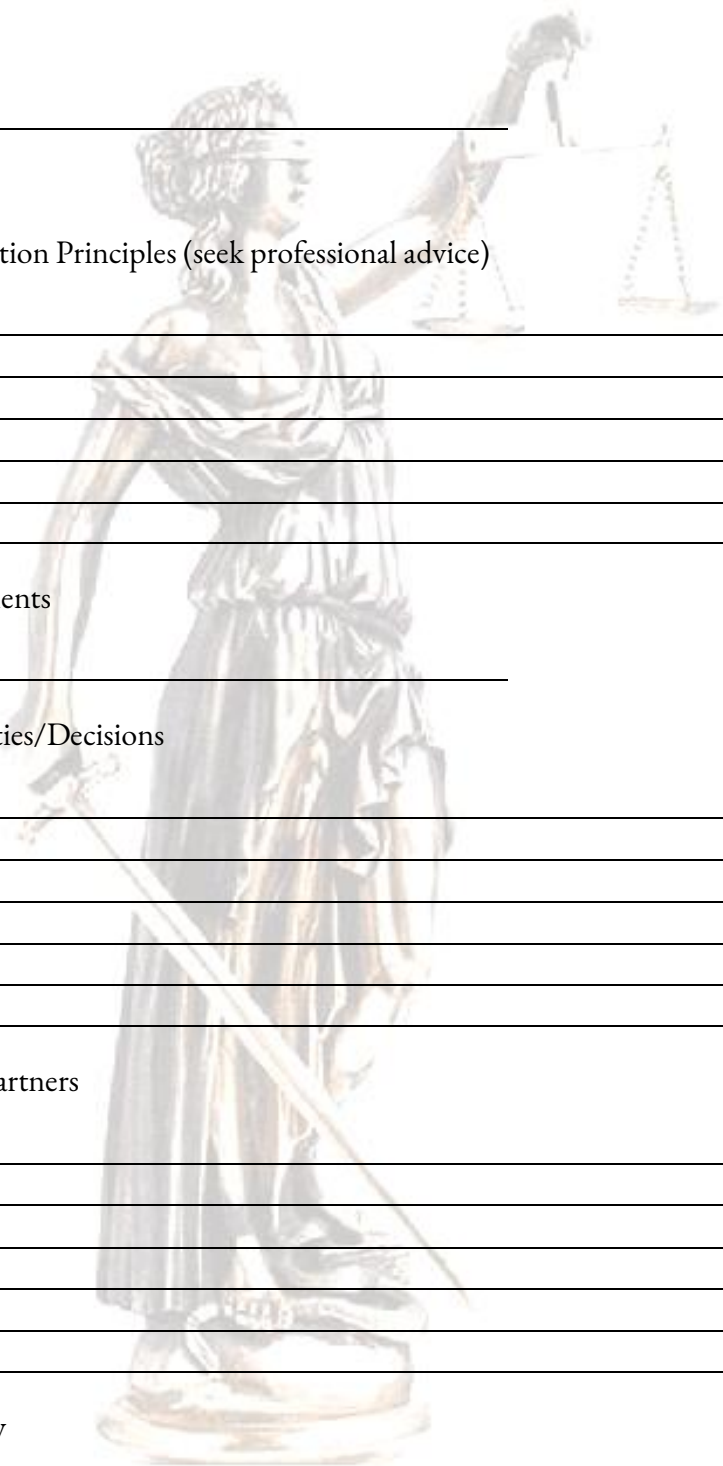 tion Principles (seek professional advice)
ents
ties/Decisions
artners
y